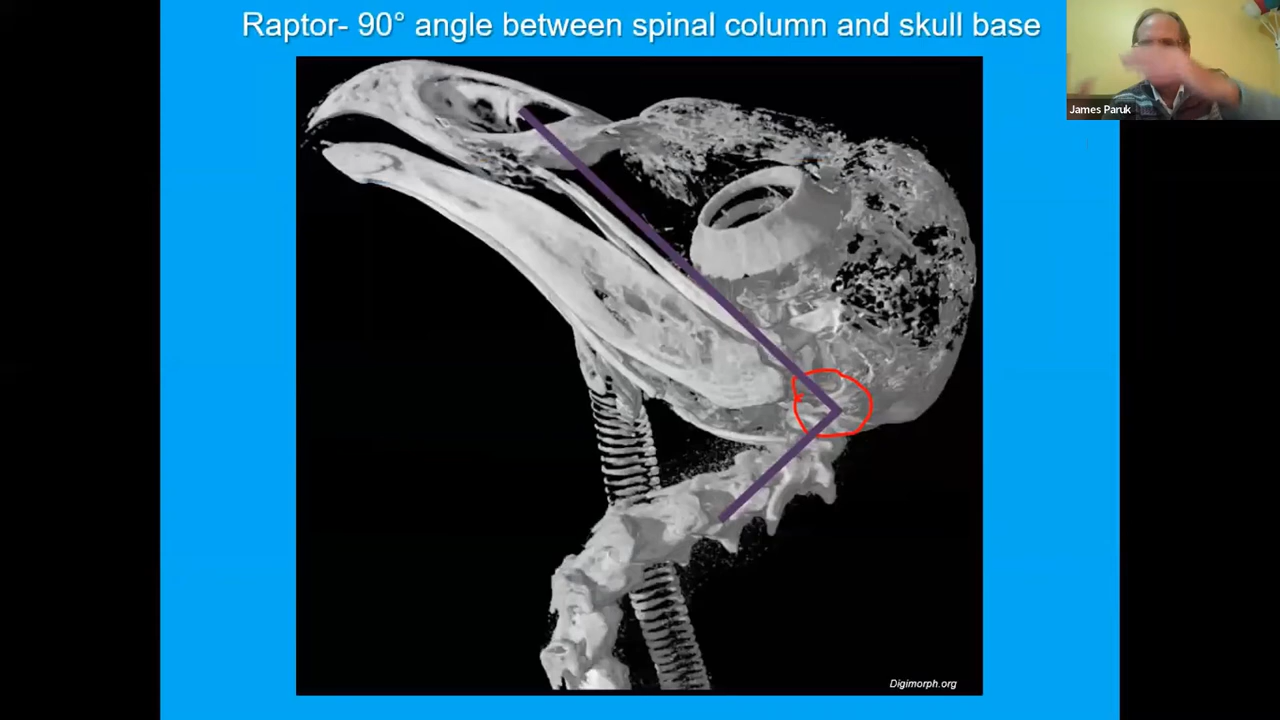 Raptor- 90° angle between spinal column and skull base
James Paruk
Digimorph.org